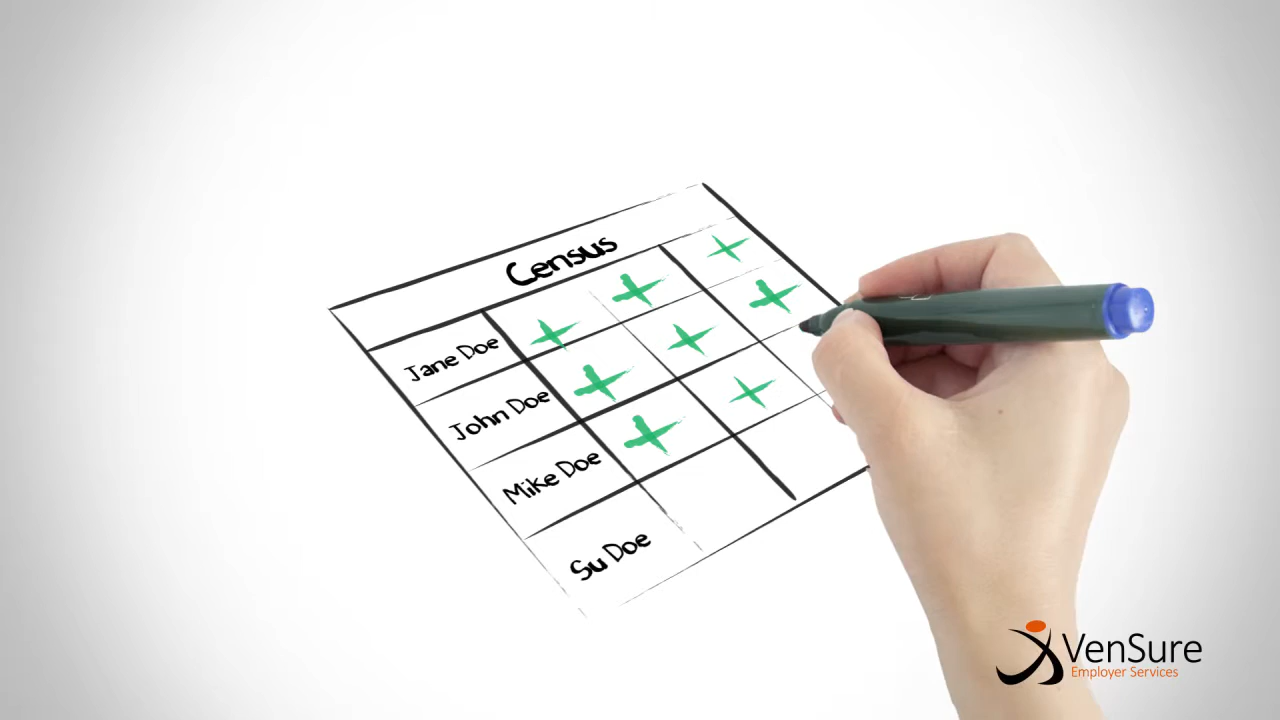 Census
Jane Doe
John Doe
Mike Doe
Su Doe
VenSure
Employer Services